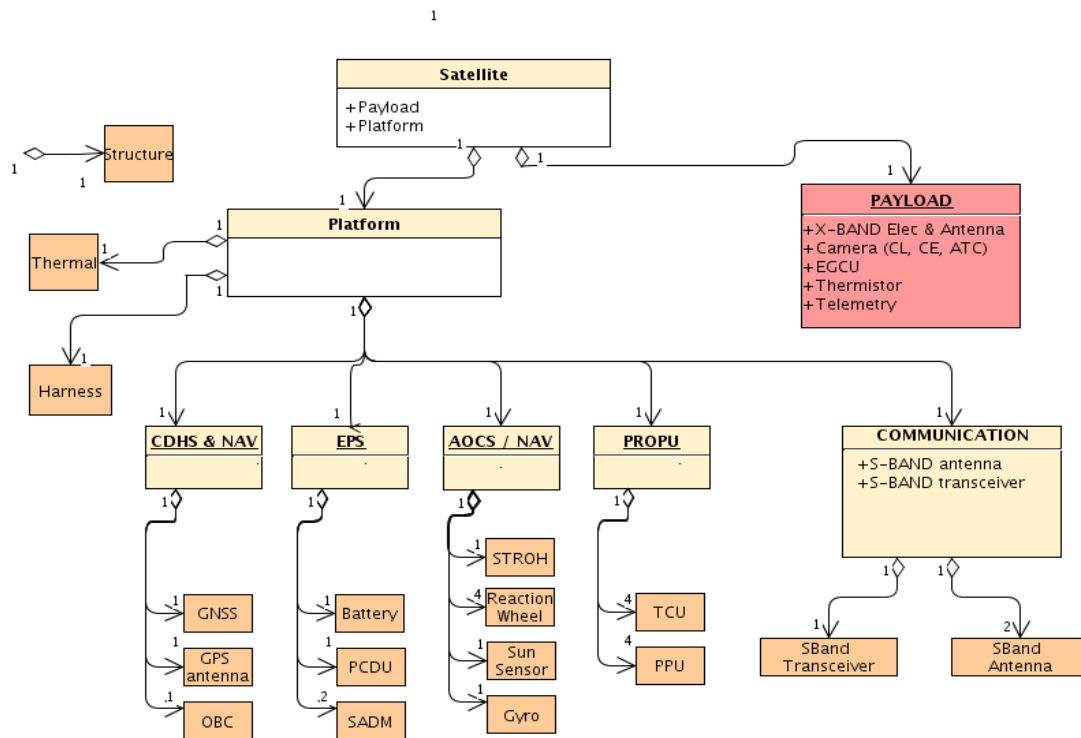 1
Satellite
+Payload
+Platform
1
1
Structure
1
1
1
1
PAYLOAD
+X-BAND Elec & Antenna
+Camera (CL, CE, ATC)
+EGCU
+Thermistor
+Telemetry
Platform
1
1
Thermal
1
1
1
Harness
1
1
CDHS & NAV
1
EPS
1
AOCS / NAV
1
PROPU
1
COMMUNICATION
+S-BAND antenna
+S-BAND transceiver
1
1
1
1
1
GNSS
1
GPS
antenna
,1
OBC
1
Battery
1
PCDU
,2
SADM
1
STROH
4
Reaction
Wheel
1
Sun
Sensor
1
Gyro
4
TCU
4
PPU
1
1
1
SBand
Transceiver
2
SBand
Antenna